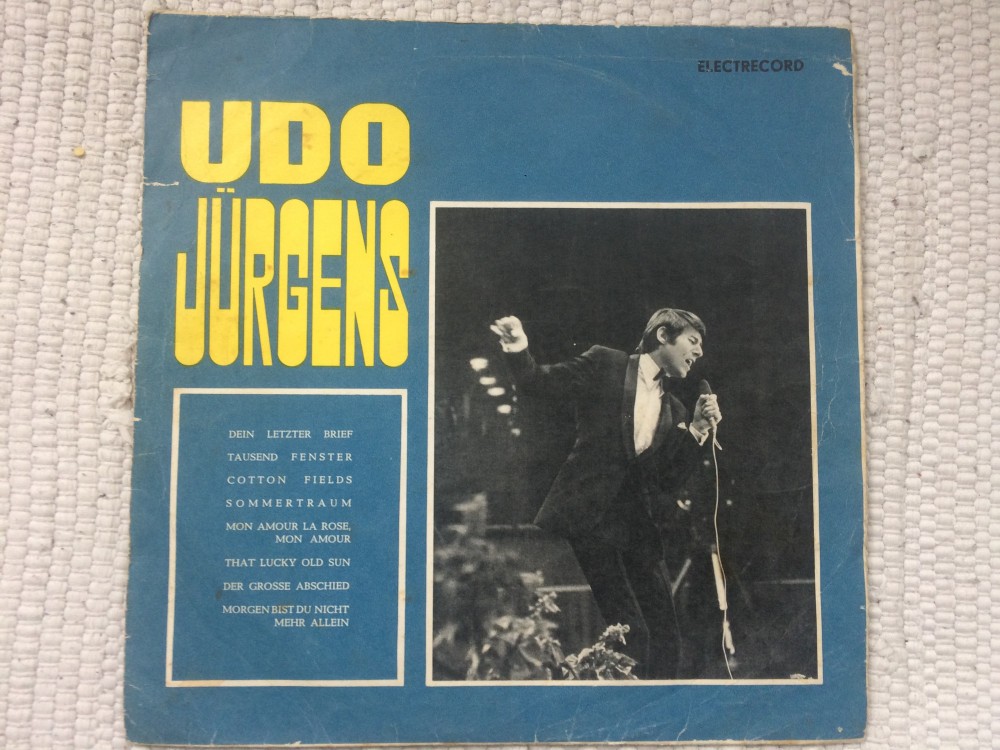 ELECTRECORD
UDO
JÜRGENS
DEIN LETZTER BRIEF
TAUSEND FENSTER
COTTON FIELDS
SOMMERTRAUM
MON AMOUR LA ROSE,
MON AMOUR
THAT LUCKY OLD SUN
DER GROSSE ABSCHIED
MORGEN BIST DU NICHT
MEHR ALLEIN